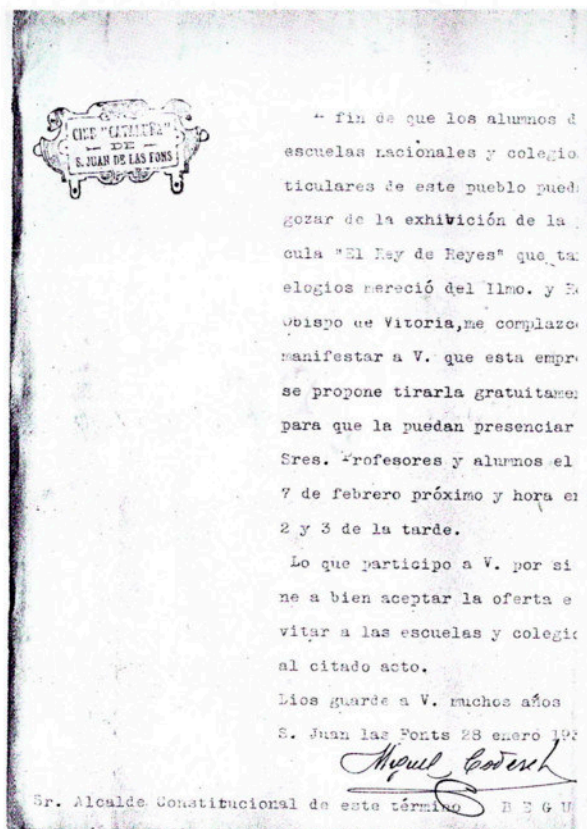 CINE "CATALUÑA"
DE
S. JUAN DE LAS FONS
fin de que los alumnos d
escuelas nacionales y colegio
ticulares de este pueblo pued
gozar de la exhibición de la
cula "El Rey de Reyes" que ta
elogios mereció del Ilmo. y R
Obispo de Vitoria, me complazc
manifestar a V. que esta empr
se propone tirarla gratuitamen
para que la puedan presenciar
Sres. Profesores y alumnos el
7 de febrero próximo y hora en
2 y 3 de la tarde.
Lo que participo a V. por si
ne a bien aceptar la oferta e
vitar a las escuelas y colegio
al citado acto.
Dios guarde a V. muchos años
S. Juan las Fonts 28 enero 19
Miguel Coderch
Sr. Alcalde Constitucional de este término B E G U